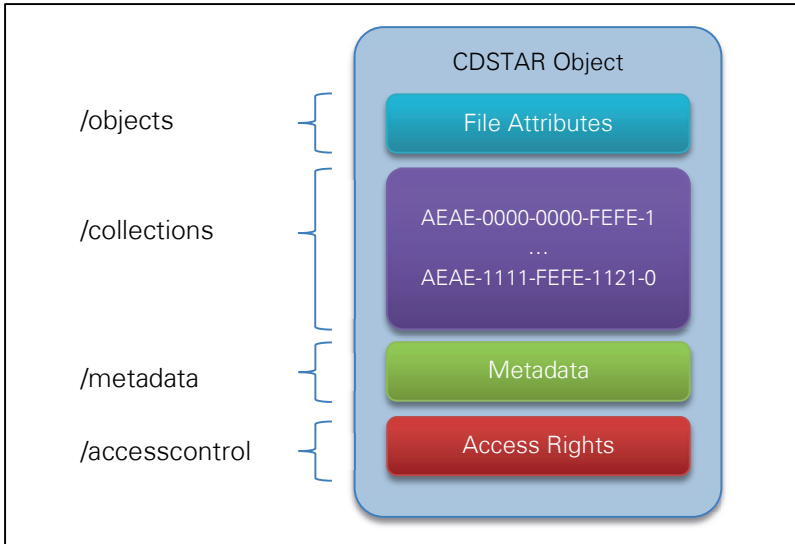 CDSTAR Object
/objects
File Attributes
/collections
AEAE-0000-0000-FEFE-1
...
AEAE-1111-FEFE-1121-0
/metadata
Metadata
/accesscontrol
Access Rights